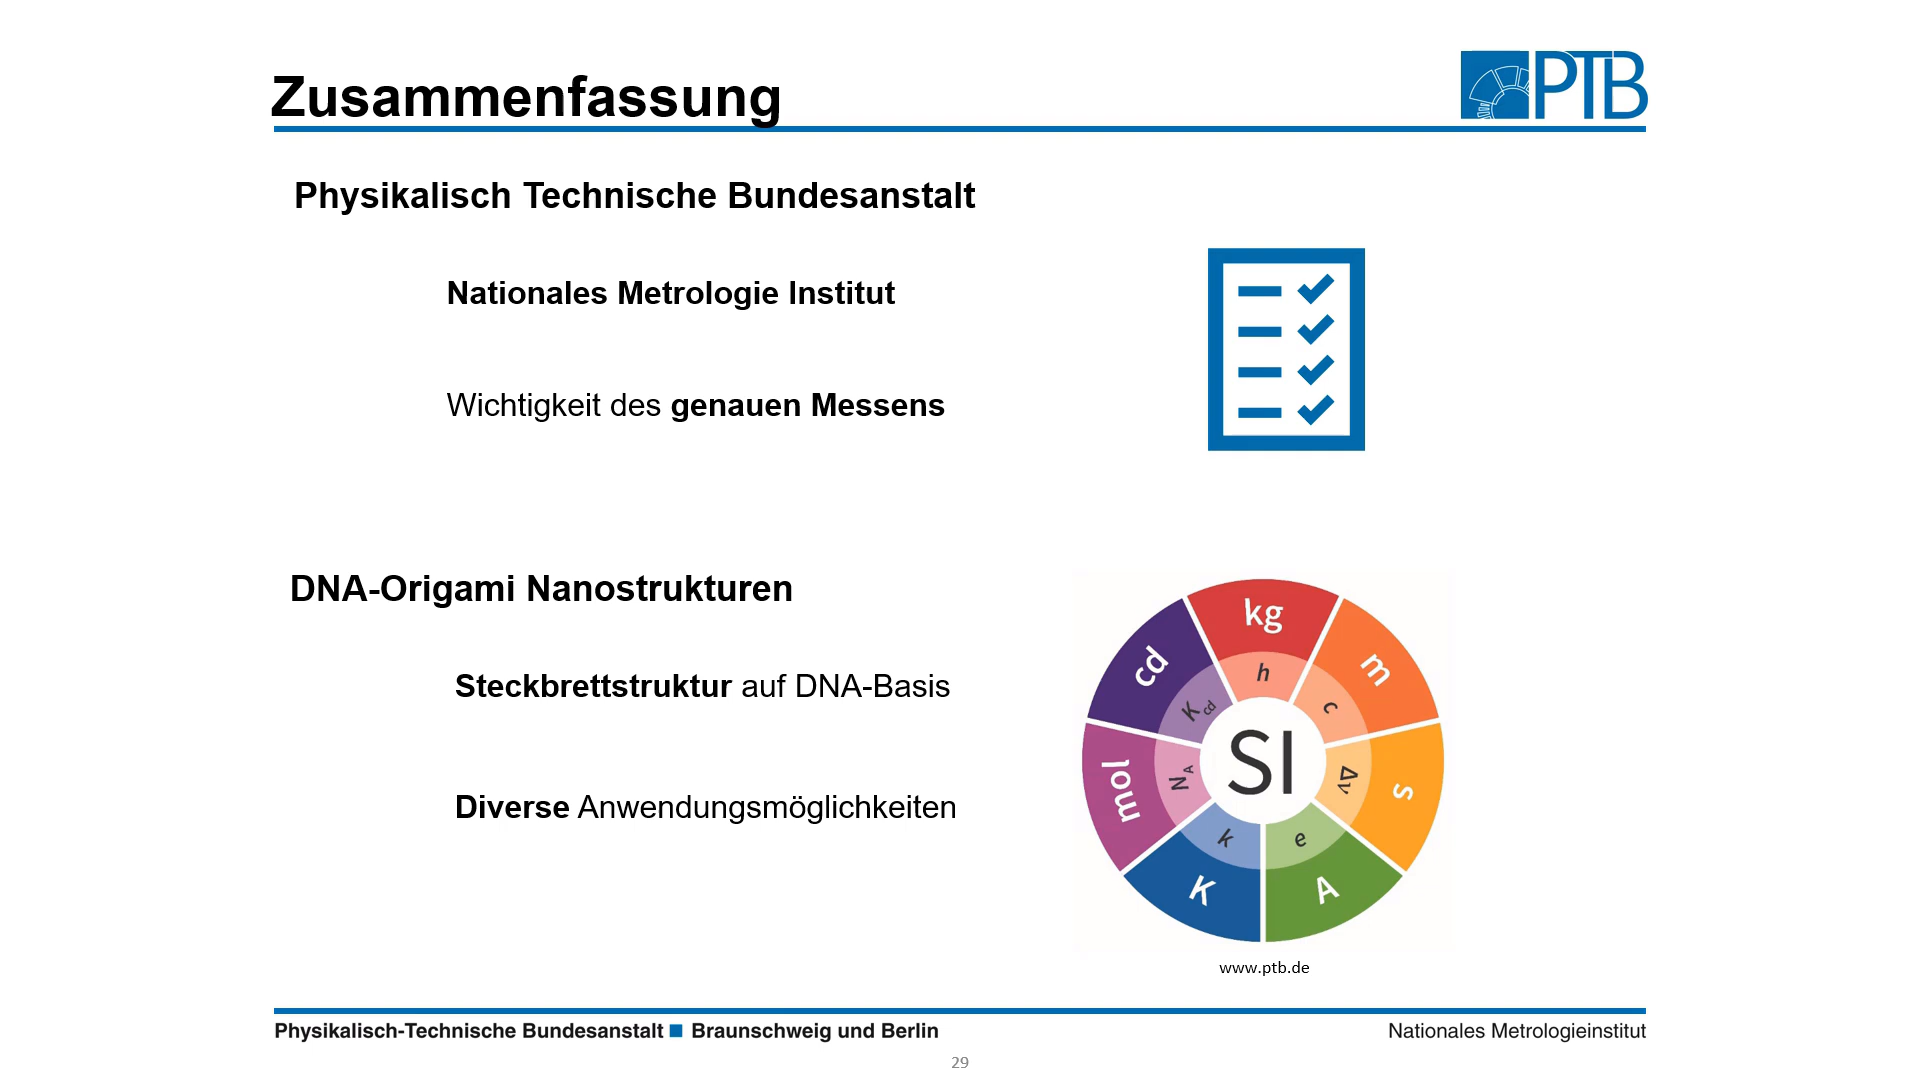 Zusammenfassung
PTB
Physikalisch Technische Bundesanstalt
Nationales Metrologie Institut
Wichtigkeit des genauen Messens
DNA-Origami Nanostrukturen
Steckbrettstruktur auf DNA-Basis
Diverse Anwendungsmöglichkeiten
kg
m
s
A
K
mol
cd
h
c
Δν
e
k
N_A
K_cd
SI
www.ptb.de
Physikalisch-Technische Bundesanstalt ■ Braunschweig und Berlin
Nationales Metrologieinstitut
29